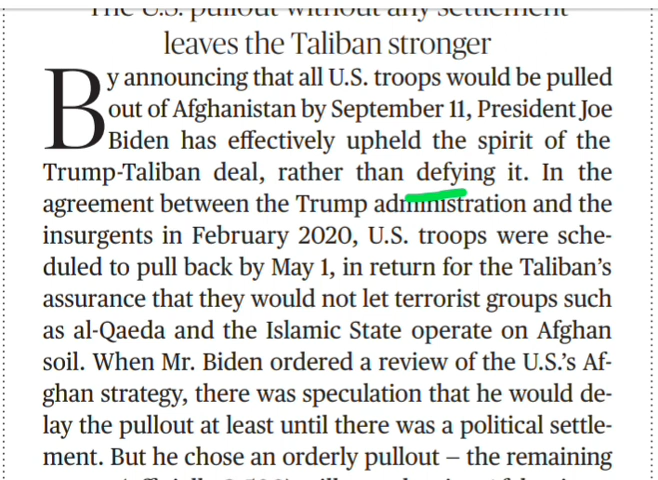 The U.S. pullout without any settlement
leaves the Taliban stronger
By announcing that all U.S. troops would be pulled
out of Afghanistan by September 11, President Joe
Biden has effectively upheld the spirit of the
Trump-Taliban deal, rather than defying it. In the
agreement between the Trump administration and the
insurgents in February 2020, U.S. troops were sche-
duled to pull back by May 1, in return for the Taliban’s
assurance that they would not let terrorist groups such
as al-Qaeda and the Islamic State operate on Afghan
soil. When Mr. Biden ordered a review of the U.S.’s Af-
ghan strategy, there was speculation that he would de-
lay the pullout at least until there was a political settle-
ment. But he chose an orderly pullout – the remaining